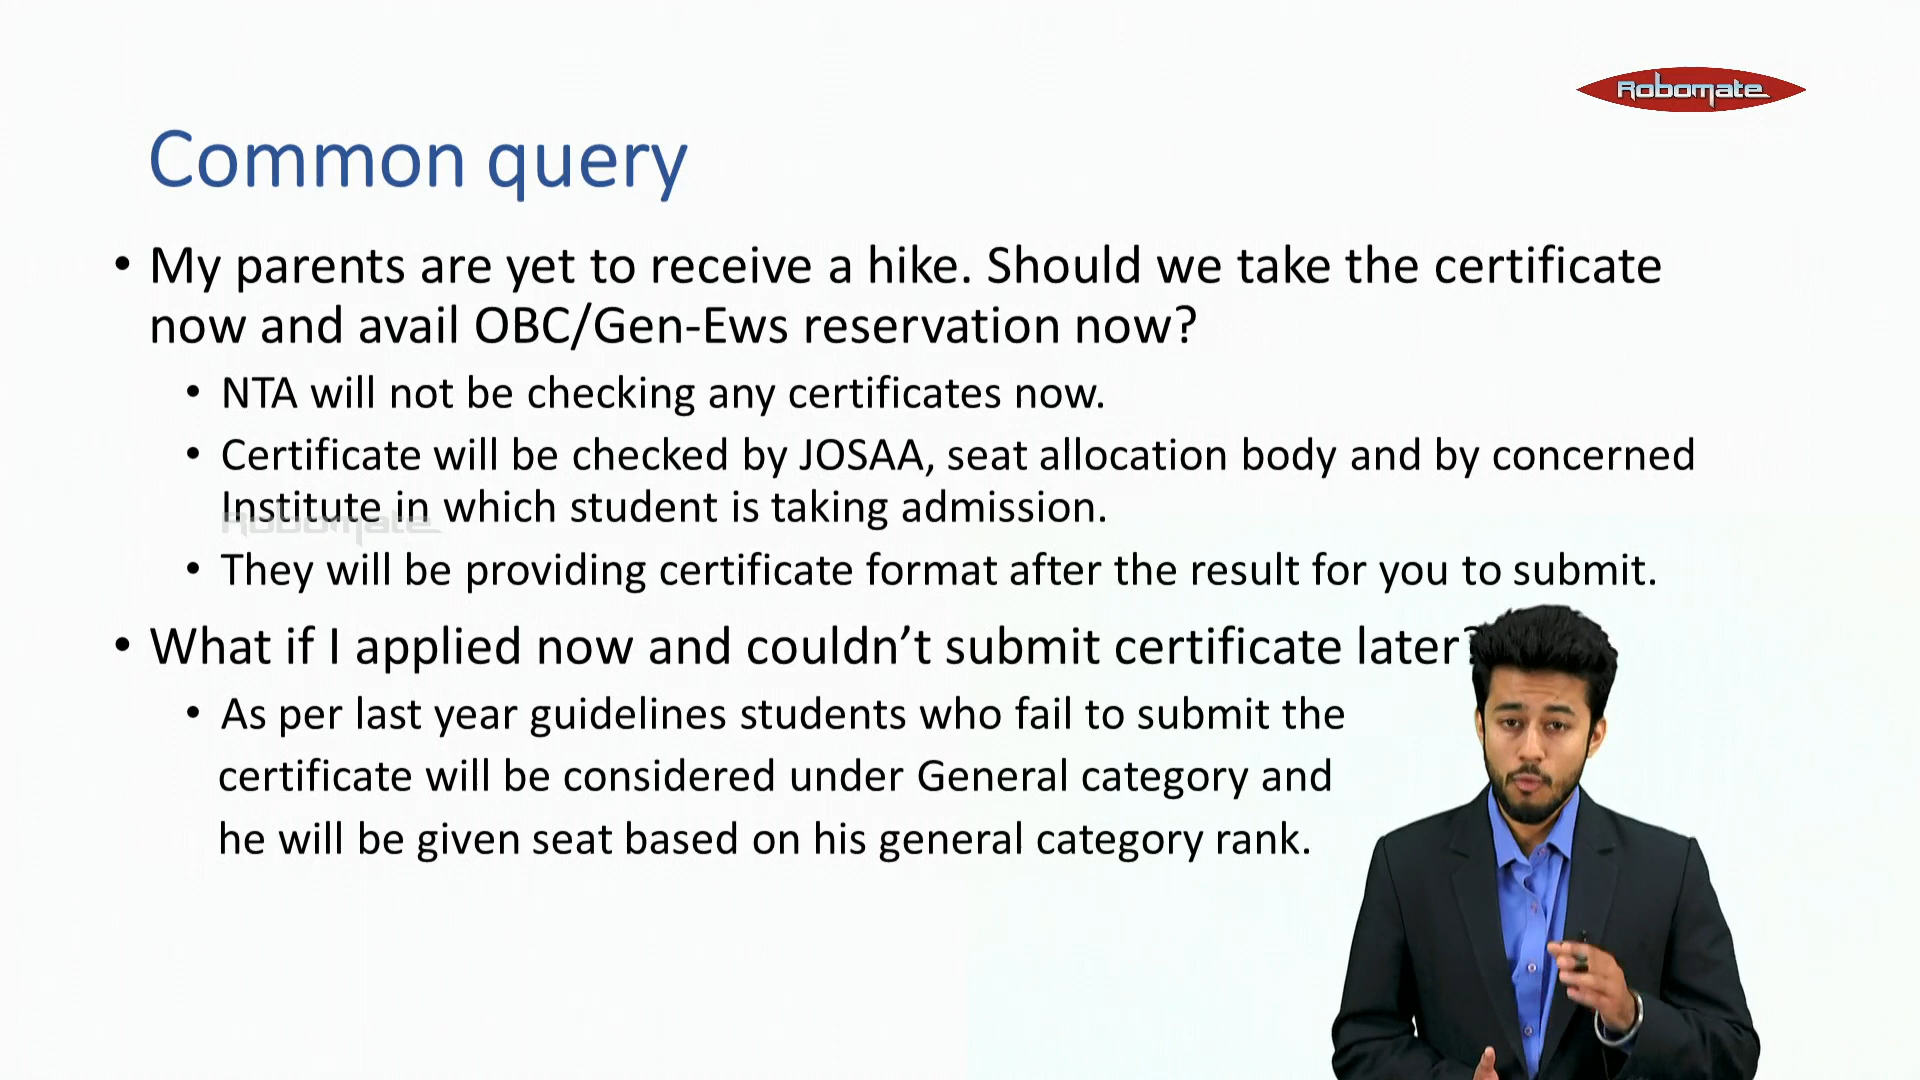 Robomate
Common query
• My parents are yet to receive a hike. Should we take the certificate
now and avail OBC/Gen-Ews reservation now?
• NTA will not be checking any certificates now.
• Certificate will be checked by JOSAA, seat allocation body and by concerned
Institute in which student is taking admission.
Robomate
• They will be providing certificate format after the result for you to submit.
• What if I applied now and couldn’t submit certificate later?
• As per last year guidelines students who fail to submit the
certificate will be considered under General category and
he will be given seat based on his general category rank.